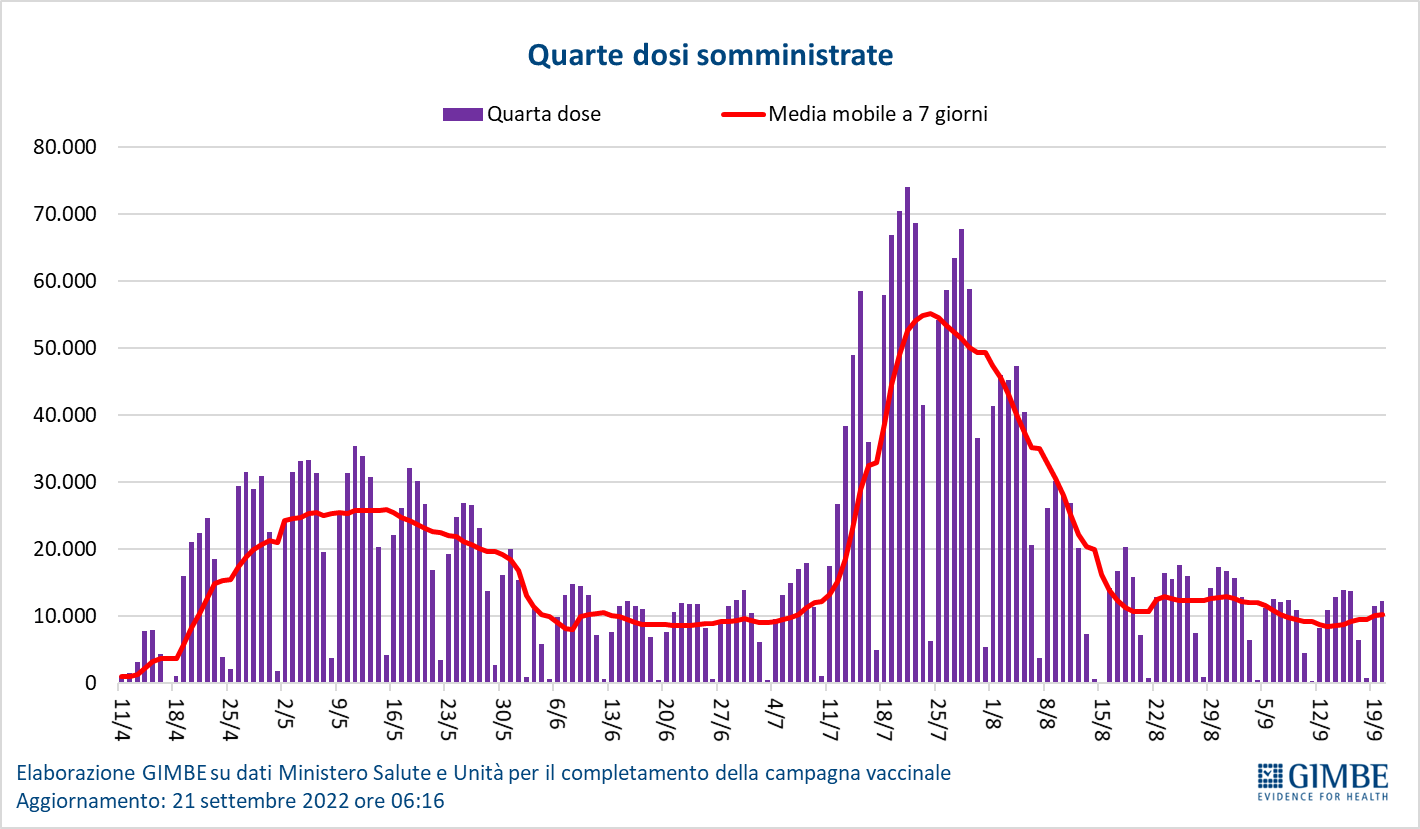 Quarte dosi somministrate
Quarta dose Media mobile a 7 giorni
80.000
70.000
60.000
50.000
40.000
30.000
20.000
10.000
0
11/4 18/4 25/4 2/5 9/5 16/5 23/5 30/5 6/6 13/6 20/6 27/6 4/7 11/7 18/7 25/7 1/8 8/8 15/8 22/8 29/8 5/9 12/9 19/9
Elaborazione GIMBE su dati Ministero Salute e Unità per il completamento della campagna vaccinale
Aggiornamento: 21 settembre 2022 ore 06:16
GIMBE
EVIDENCE FOR HEALTH